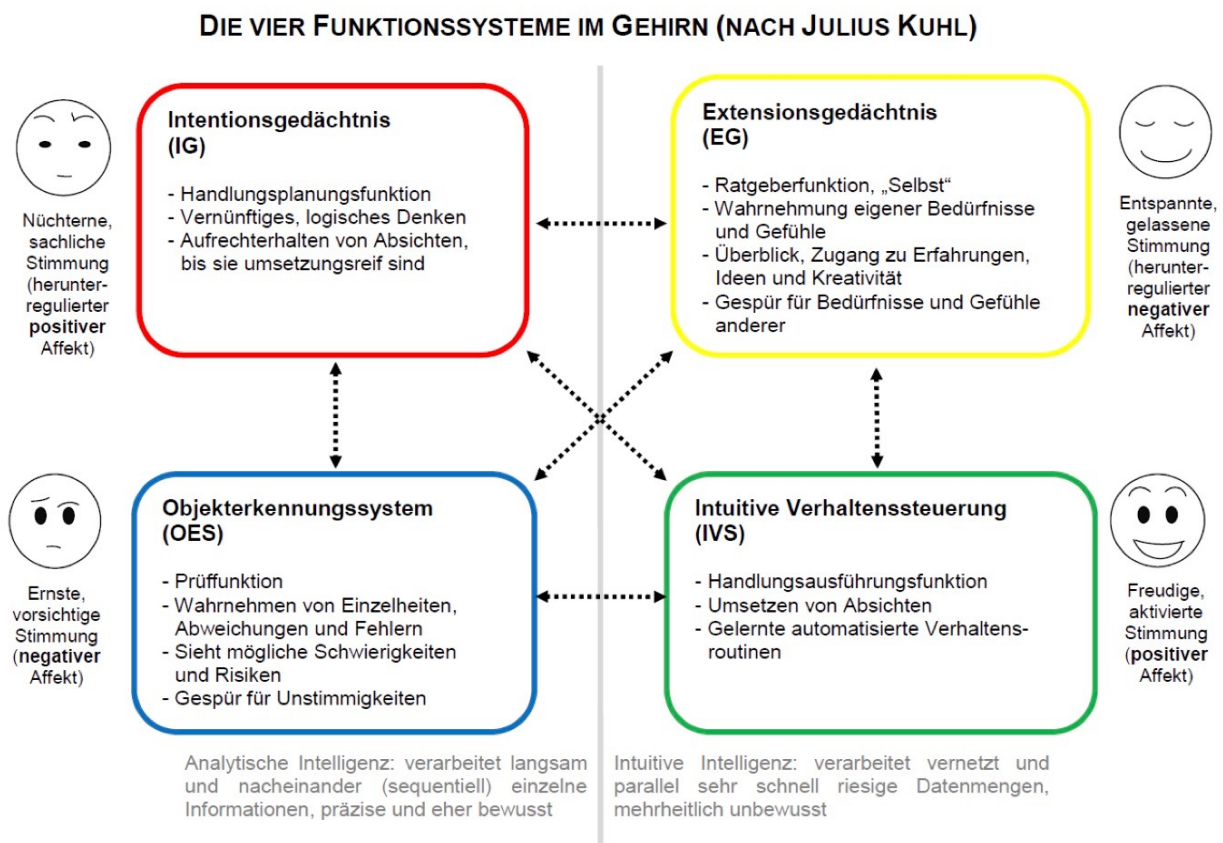 DIE VIER FUNKTIONSSYSTEME IM GEHIRN (NACH JULIUS KUHL)
Nüchterne,
sachliche
Stimmung
(herunter-
regulierter
positiver
Affekt)
Intentionsgedächtnis
(IG)
- Handlungsplanungsfunktion
- Vernünftiges, logisches Denken
- Aufrechterhalten von Absichten,
bis sie umsetzungsreif sind
Extensionsgedächtnis
(EG)
- Ratgeberfunktion, „Selbst“
- Wahrnehmung eigener Bedürfnisse
und Gefühle
- Überblick, Zugang zu Erfahrungen,
Ideen und Kreativität
- Gespür für Bedürfnisse und Gefühle
anderer
Entspannte,
gelassene
Stimmung
(herunter-
regulierter
negativer
Affekt)
Ernste,
vorsichtige
Stimmung
(negativer
Affekt)
Objekterkennungssystem
(OES)
- Prüffunktion
- Wahrnehmen von Einzelheiten,
Abweichungen und Fehlern
- Sieht mögliche Schwierigkeiten
und Risiken
- Gespür für Unstimmigkeiten
Intuitive Verhaltenssteuerung
(IVS)
- Handlungsausführungsfunktion
- Umsetzen von Absichten
- Gelernte automatisierte Verhaltens-
routinen
Freudige,
aktivierte
Stimmung
(positiver
Affekt)
Analytische Intelligenz: verarbeitet langsam
und nacheinander (sequentiell) einzelne
Informationen, präzise und eher bewusst
Intuitive Intelligenz: verarbeitet vernetzt und
parallel sehr schnell riesige Datenmengen,
mehrheitlich unbewusst